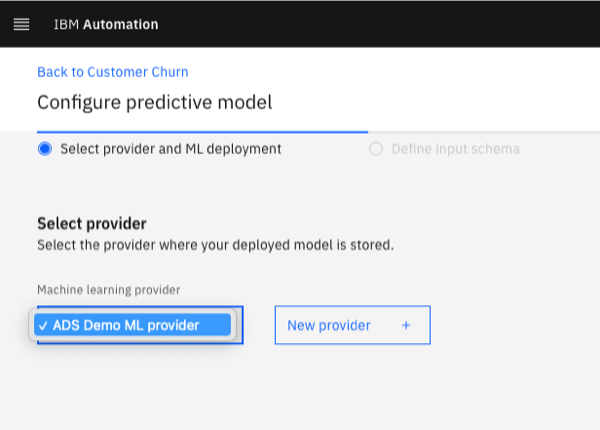 IBM Automation
Back to Customer Churn
Configure predictive model
Select provider and ML deployment
Define input schema
Select provider
Select the provider where your deployed model is stored.
Machine learning provider
✓ ADS Demo ML provider
New provider +